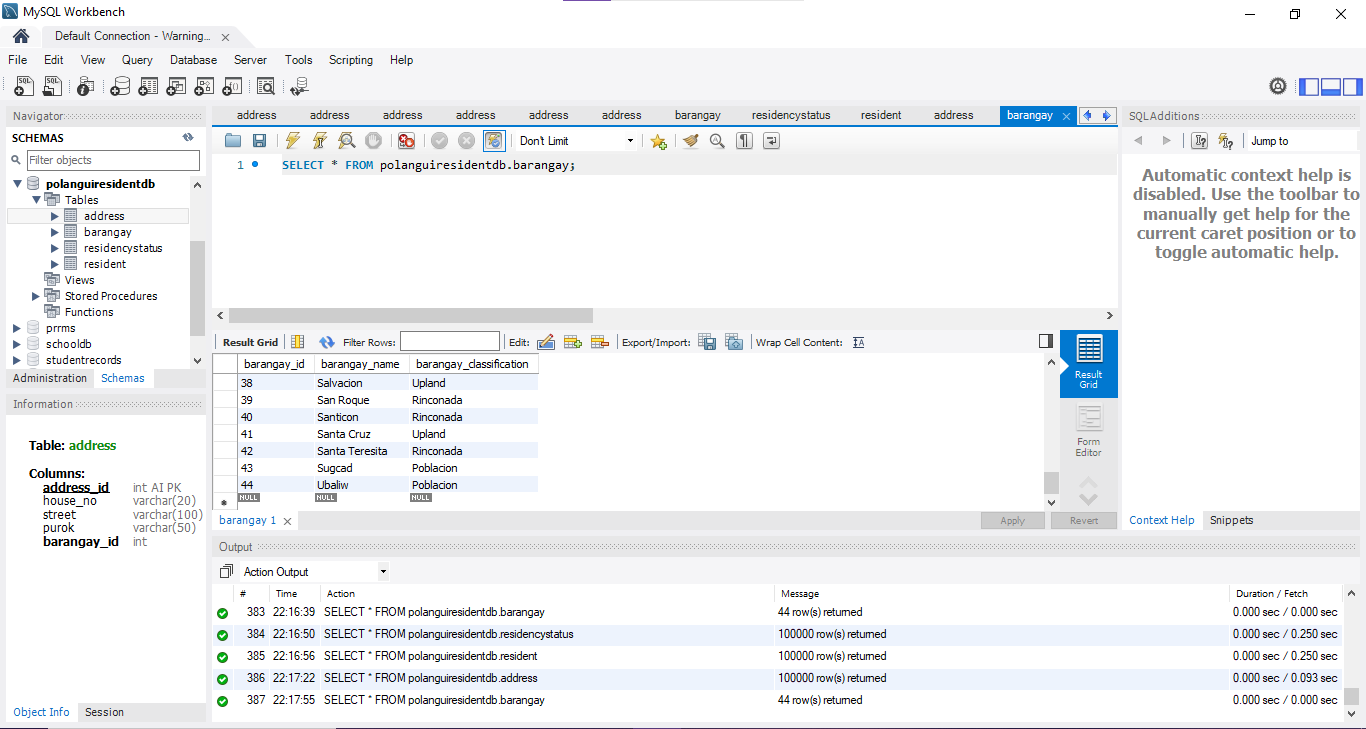 MySQL Workbench
Default Connection - Warning...
File Edit View Query Database Server Tools Scripting Help
Navigator
SCHEMAS
Filter objects
polanguiresidentdb
Tables
address
barangay
residencystatus
resident
Views
Stored Procedures
Functions
prrms
schooldb
studentrecords
Administration Schemas
Information
Table: address
Columns:
address_id int AI PK
house_no varchar(20)
street varchar(100)
purok varchar(50)
barangay_id int
Object Info Session
address address address address address address barangay residencystatus resident address barangay
Don't Limit
1 SELECT * FROM polanguiresidentdb.barangay;
Result Grid Filter Rows: Edit: Export/Import: Wrap Cell Content:
barangay_id barangay_name barangay_classification
38 Salvacion Upland
39 San Roque Rinconada
40 Santicon Rinconada
41 Santa Cruz Upland
42 Santa Teresita Rinconada
43 Sugcad Poblacion
44 Ubaliw Poblacion
NULL NULL NULL
Result Grid
Form Editor
barangay 1
Apply Revert
SQLAdditions
Jump to
Automatic context help is
disabled. Use the toolbar to
manually get help for the
current caret position or to
toggle automatic help.
Context Help Snippets
Output
Action Output
# Time Action Message Duration / Fetch
383 22:16:39 SELECT * FROM polanguiresidentdb.barangay 44 row(s) returned 0.000 sec / 0.000 sec
384 22:16:50 SELECT * FROM polanguiresidentdb.residencystatus 100000 row(s) returned 0.000 sec / 0.250 sec
385 22:16:56 SELECT * FROM polanguiresidentdb.resident 100000 row(s) returned 0.000 sec / 0.250 sec
386 22:17:22 SELECT * FROM polanguiresidentdb.address 100000 row(s) returned 0.000 sec / 0.093 sec
387 22:17:55 SELECT * FROM polanguiresidentdb.barangay 44 row(s) returned 0.000 sec / 0.000 sec